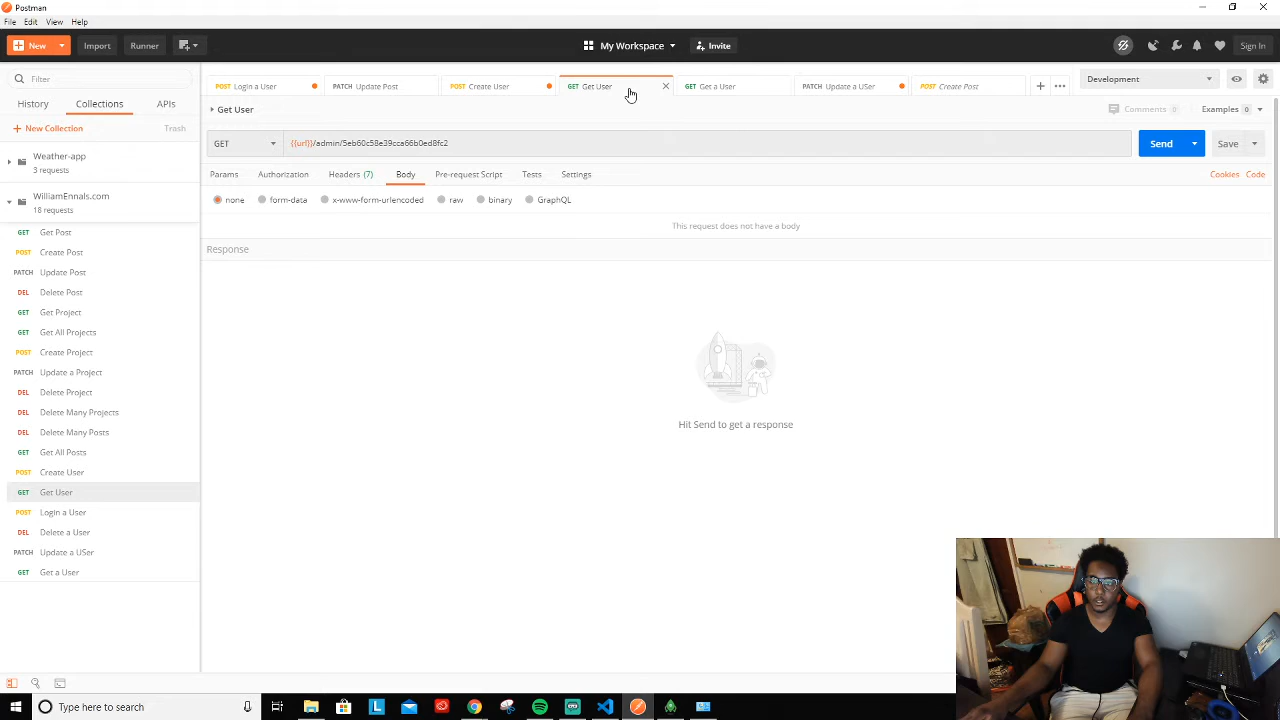 Postman
File Edit View Help
New Import Runner My Workspace Invite Sign In
Filter
History Collections APIs
New Collection Trash
Weather-app
3 requests
WilliamEnnals.com
18 requests
GET Get Post
POST Create Post
PATCH Update Post
DEL Delete Post
GET Get Project
GET Get All Projects
POST Create Project
PATCH Update a Project
DEL Delete Project
DEL Delete Many Projects
DEL Delete Many Posts
GET Get All Posts
POST Create User
GET Get User
POST Login a User
DEL Delete a User
PATCH Update a USer
GET Get a User
POST Login a User PATCH Update Post POST Create User GET Get User GET Get a User PATCH Update a USer POST Create Post Development
Get User Comments 0 Examples 0
GET {{url}}/admin/5eb60c58e39cca66b0ed8fc2 Send Save
Params Authorization Headers (7) Body Pre-request Script Tests Settings Cookies Code
none form-data x-www-form-urlencoded raw binary GraphQL
This request does not have a body
Response
Hit Send to get a response
Type here to search